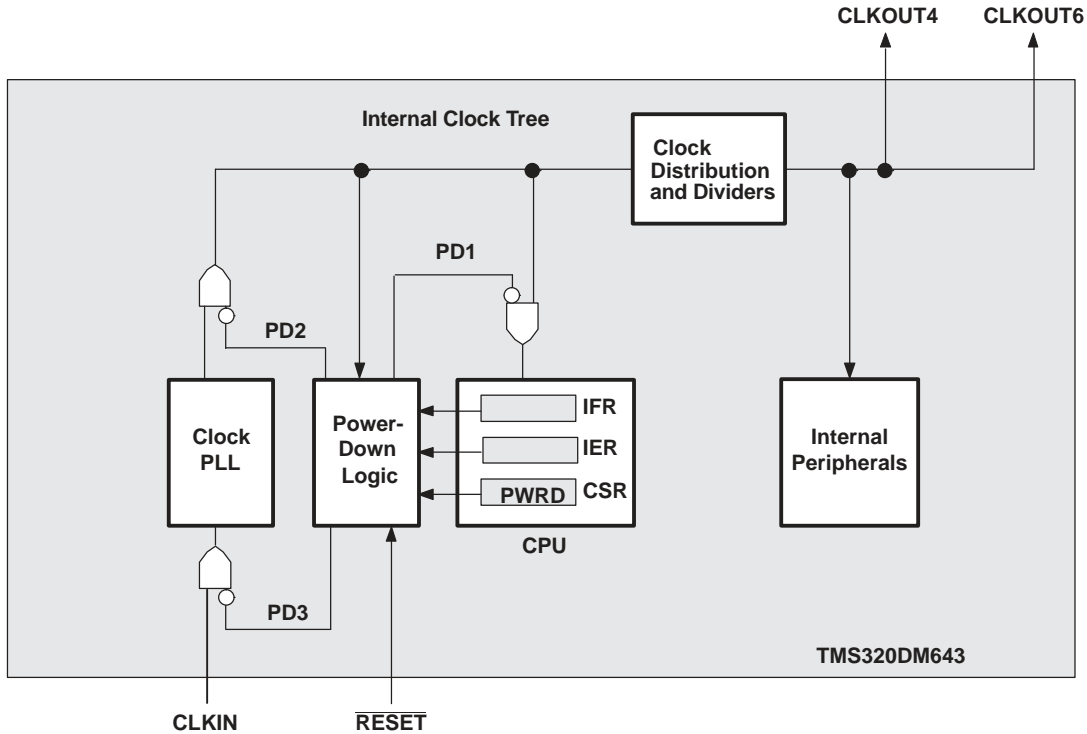 CLKOUT4
CLKOUT6
Internal Clock Tree
Clock
Distribution
and Dividers
PD1
PD2
Clock
PLL
Power-
Down
Logic
IFR
IER
PWRD
CSR
CPU
Internal
Peripherals
PD3
TMS320DM643
CLKIN
RESET